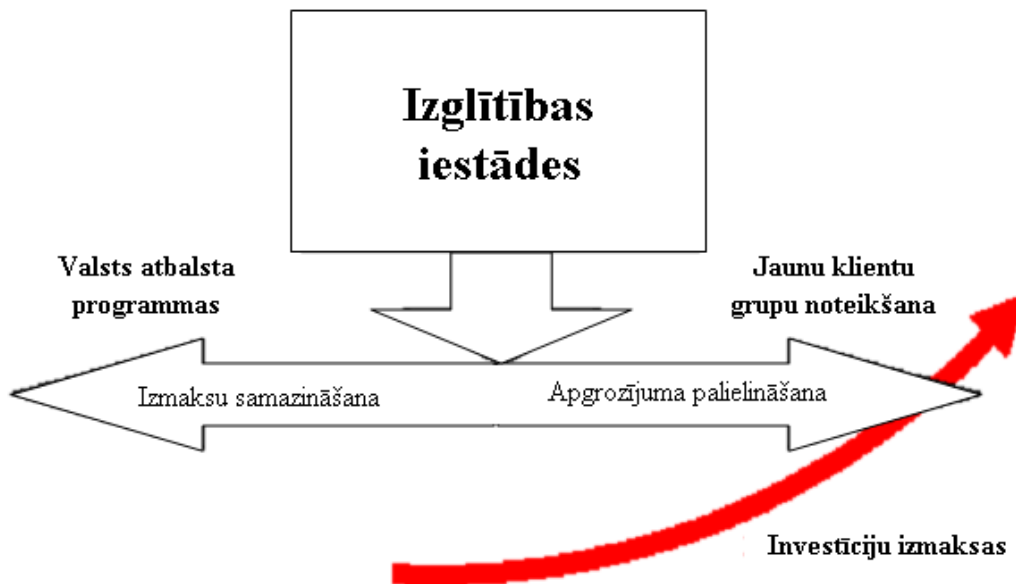 Izglītības
iestādes
Valsts atbalsta
programmas
Jaunu klientu
grupu noteikšana
Izmaksu samazināšana
Apgrozījuma palielināšana
Investīciju izmaksas